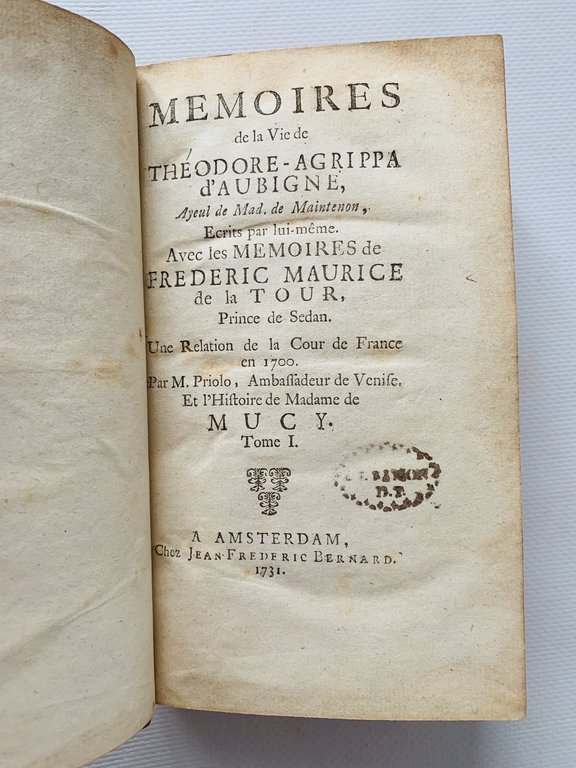 MEMOIRES
de la Vie de
THÉODORE-AGRIPPA
d'AUBIGNE,
Ayeul de Mad. de Maintenon,
Ecrits par lui-même.
Avec les MEMOIRES de
FREDERIC MAURICE
de la TOUR,
Prince de Sedan.
Une Relation de la Cour de France
en 1700.
Par M. Priolo, Ambaſſadeur de Veniſe.
Et l'Hiſtoire de Madame de
MUCY.
Tome I.
A AMSTERDAM,
Chez JEAN-FREDERIC BERNARD.
1731.